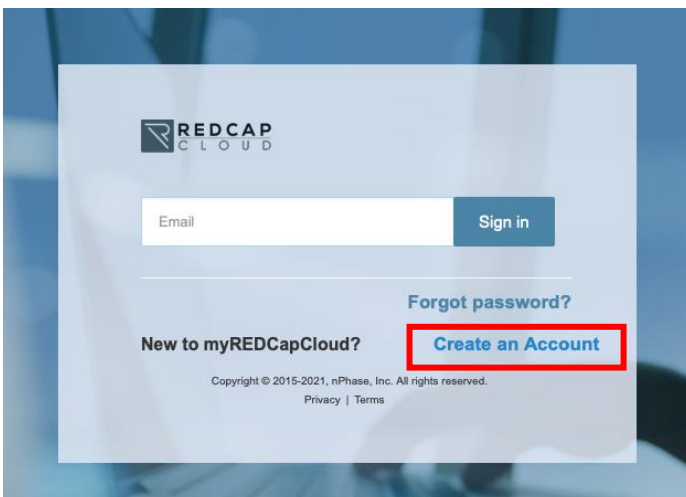 REDCAP
CLOUD
Email
Sign in
Forgot password?
New to myREDCapCloud? Create an Account
Copyright © 2015-2021, nPhase, Inc. All rights reserved.
Privacy | Terms